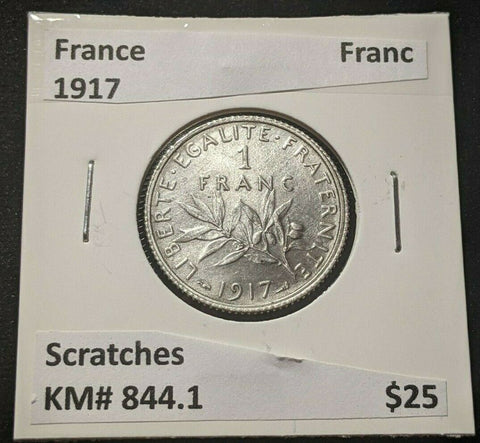 France Franc
1917
LIBERTE·EGALITE·FRATERNITE
1
FRANC
1917
Scratches
KM# 844.1 $25